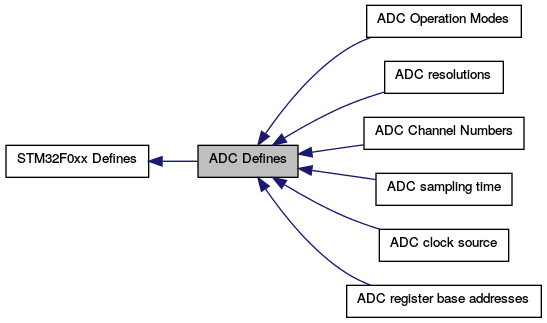 ADC Operation Modes
ADC resolutions
ADC Channel Numbers
STM32F0xx Defines
ADC Defines
ADC sampling time
ADC clock source
ADC register base addresses